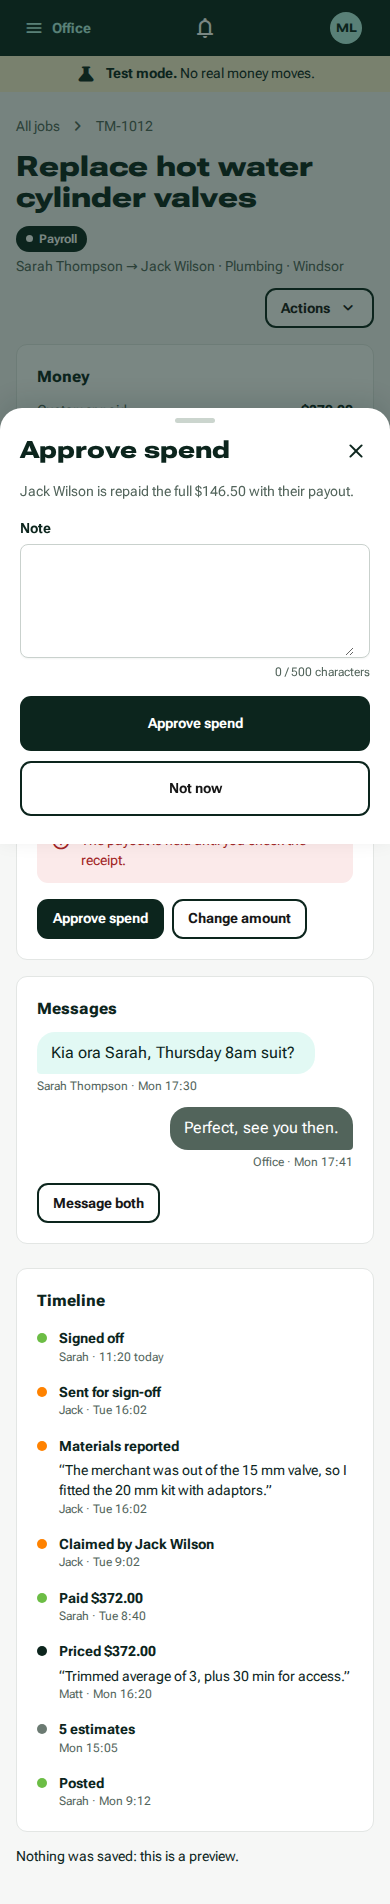 Office
ML
Test mode. No real money moves.
All jobs > TM-1012
Replace hot water
cylinder valves
Payroll
Sarah Thompson → Jack Wilson · Plumbing · Windsor
Actions
Money
Approve spend
Jack Wilson is repaid the full $146.50 with their payout.
Note
0 / 500 characters
Approve spend
Not now
receipt.
Approve spend
Change amount
Messages
Kia ora Sarah, Thursday 8am suit?
Sarah Thompson · Mon 17:30
Perfect, see you then.
Office · Mon 17:41
Message both
Timeline
Signed off
Sarah · 11:20 today
Sent for sign-off
Jack · Tue 16:02
Materials reported
“The merchant was out of the 15 mm valve, so I
fitted the 20 mm kit with adaptors.”
Jack · Tue 16:02
Claimed by Jack Wilson
Jack · Tue 9:02
Paid $372.00
Sarah · Tue 8:40
Priced $372.00
“Trimmed average of 3, plus 30 min for access.”
Matt · Mon 16:20
5 estimates
Mon 15:05
Posted
Sarah · Mon 9:12
Nothing was saved: this is a preview.